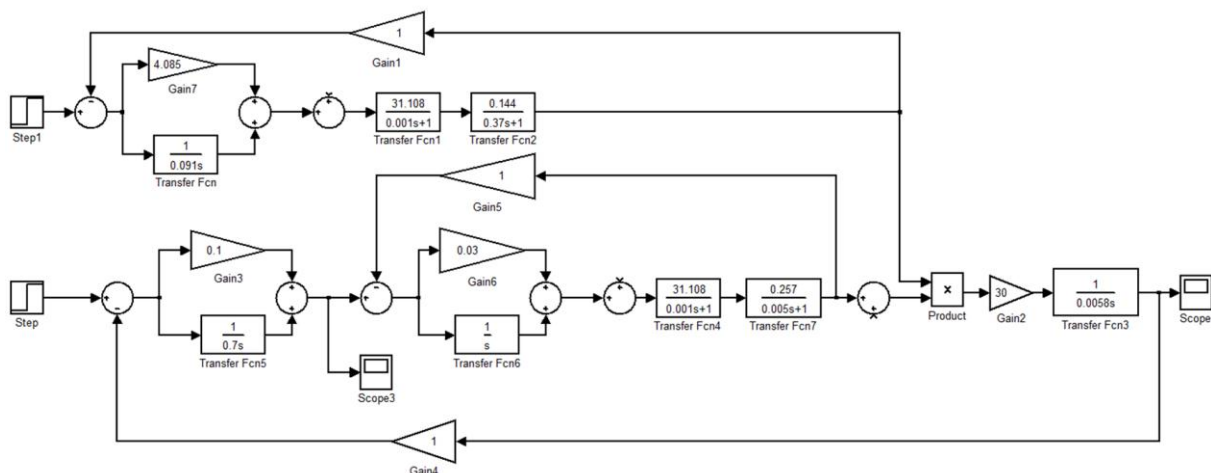 1
Gain1
4.085
Gain7
Step1
1
0.091s
Transfer Fcn
31.108
0.001s+1
Transfer Fcn1
0.144
0.37s+1
Transfer Fcn2
1
Gain5
Step
0.1
Gain3
1
0.7s
Transfer Fcn5
Scope3
0.03
Gain6
1
s
Transfer Fcn6
31.108
0.001s+1
Transfer Fcn4
0.257
0.005s+1
Transfer Fcn7
x
Product
30
Gain2
1
0.0058s
Transfer Fcn3
Scope
1
Gain4